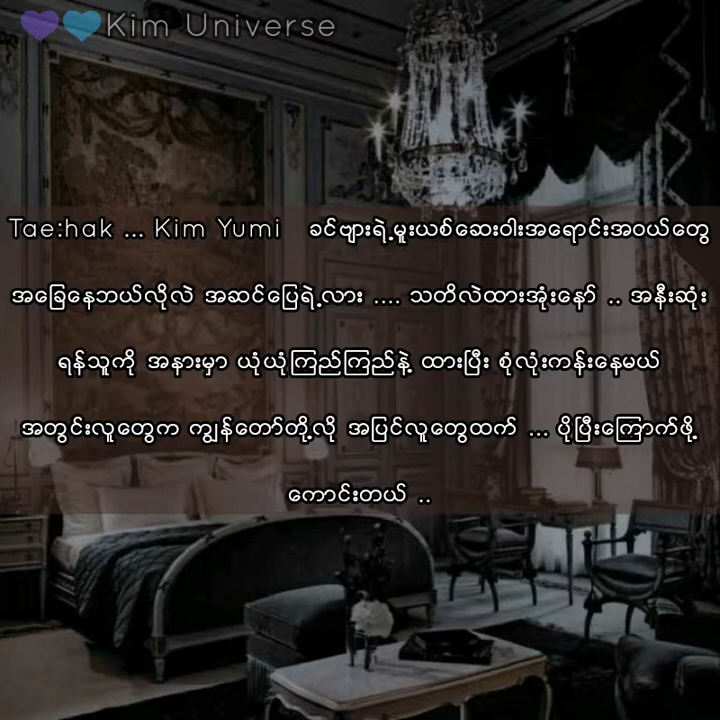 Kim Universe
Tae:hak ... Kim Yumi ခင်ဗျားရဲ့မူးယစ်ဆေးဝါးအရောင်းအဝယ်တွေ
အခြေနေဘယ်လိုလဲ အဆင်ပြေရဲ့လား .... သတိလဲထားအုံးနော် .. အနီးဆုံး
ရန်သူကို အနားမှာ ယုံယုံကြည်ကြည်နဲ့ ထားပြီး စုံလုံးကန်းနေမယ်
အတွင်းလူတွေက ကျွန်တော်တို့လို အပြင်လူတွေထက် ... ပိုပြီးကြောက်ဖို့
ကောင်းတယ် ..